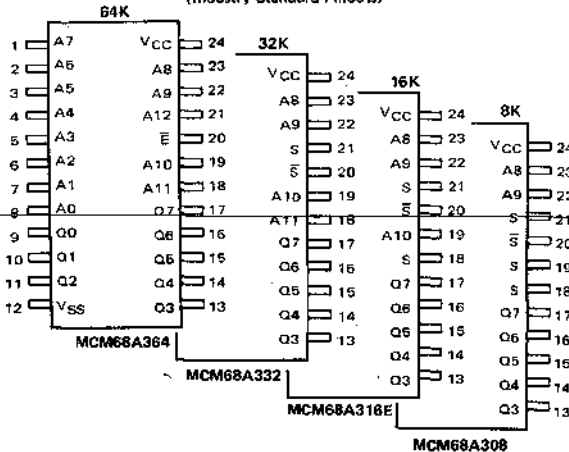 (Industry Standard Pinouts)
64K
1 A7 VCC 24
2 A6 A8 23
3 A5 A9 22
4 A4 A12 21
5 A3 E̅ 20
6 A2 A10 19
7 A1 A11 18
8 A0 Q7 17
9 Q0 Q6 16
10 Q1 Q5 15
11 Q2 Q4 14
12 VSS Q3 13
MCM68A364
32K
VCC 24
A8 23
A9 22
S 21
S̅ 20
A10 19
A11 18
Q7 17
Q6 16
Q5 15
Q4 14
Q3 13
MCM68A332
16K
VCC 24
A8 23
A9 22
S 21
S̅ 20
A10 19
S 18
Q7 17
Q6 16
Q5 15
Q4 14
Q3 13
MCM68A316E
8K
VCC 24
A8 23
A9 22
S 21
S̅ 20
S 19
S 18
Q7 17
Q6 16
Q5 15
Q4 14
Q3 13
MCM68A308